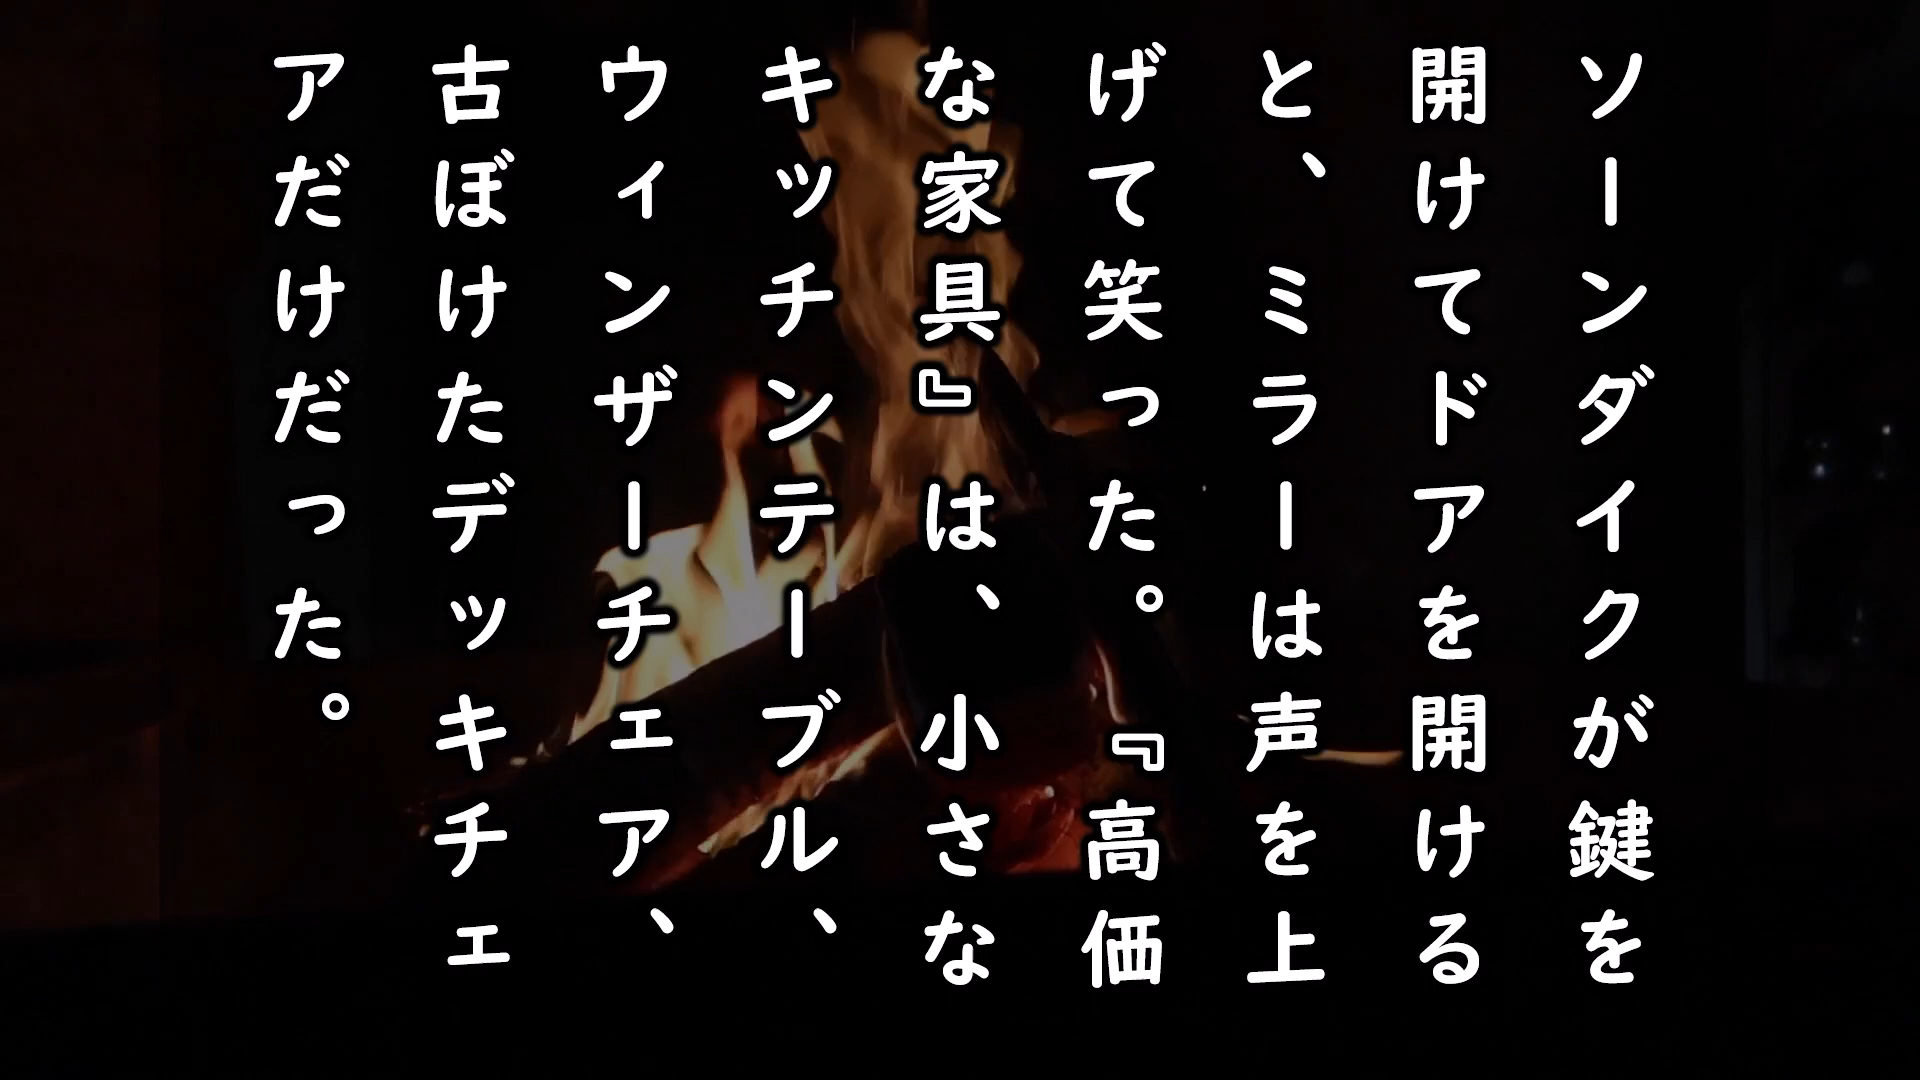 ソーンダイクが鍵を
開けてドアを開ける
と、ミラーは声を上
げて笑った。『高価
な家具』は、小さな
キッチンテーブル、
ウィンザーチェア、
古ぼけたデッキチェ
アだけだった。